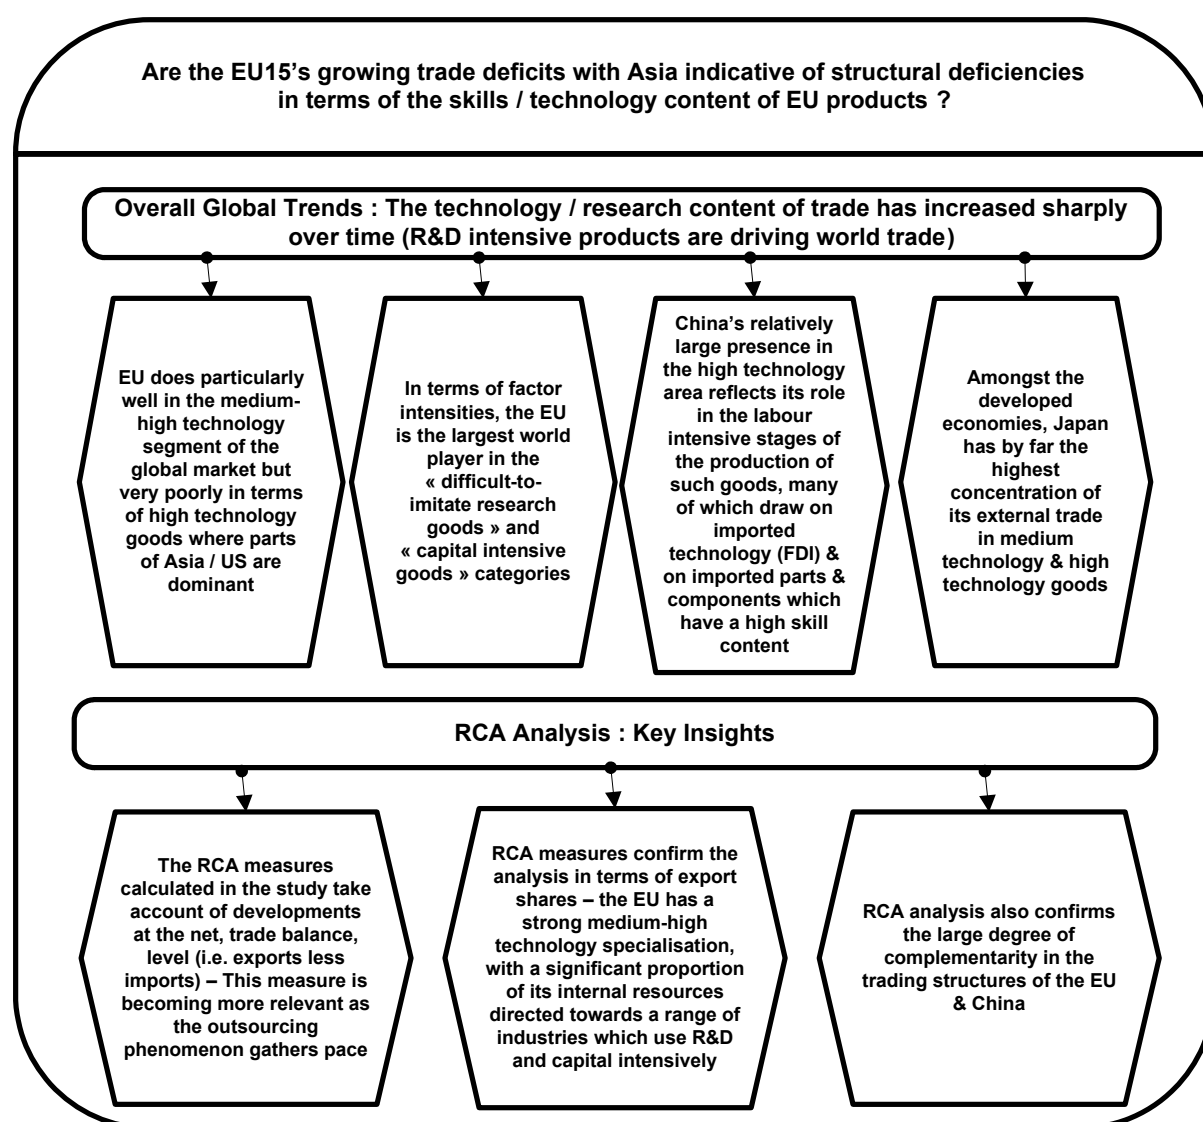 Are the EU15's growing trade deficits with Asia indicative of structural deficiencies
in terms of the skills / technology content of EU products ?
Overall Global Trends : The technology / research content of trade has increased sharply
over time (R&D intensive products are driving world trade)
EU does particularly
well in the medium-
high technology
segment of the
global market but
very poorly in terms
of high technology
goods where parts
of Asia / US are
dominant
In terms of factor
intensities, the EU
is the largest world
player in the
« difficult-to-
imitate research
goods » and
« capital intensive
goods » categories
China's relatively
large presence in
the high technology
area reflects its role
in the labour
intensive stages of
the production of
such goods, many
of which draw on
imported
technology (FDI) &
on imported parts &
components which
have a high skill
content
Amongst the
developed
economies, Japan
has by far the
highest
concentration of
its external trade
in medium
technology & high
technology goods
RCA Analysis : Key Insights
The RCA measures
calculated in the study take
account of developments
at the net, trade balance,
level (i.e. exports less
imports) – This measure is
becoming more relevant as
the outsourcing
phenomenon gathers pace
RCA measures confirm the
analysis in terms of export
shares – the EU has a
strong medium-high
technology specialisation,
with a significant proportion
of its internal resources
directed towards a range of
industries which use R&D
and capital intensively
RCA analysis also confirms
the large degree of
complementarity in the
trading structures of the EU
& China